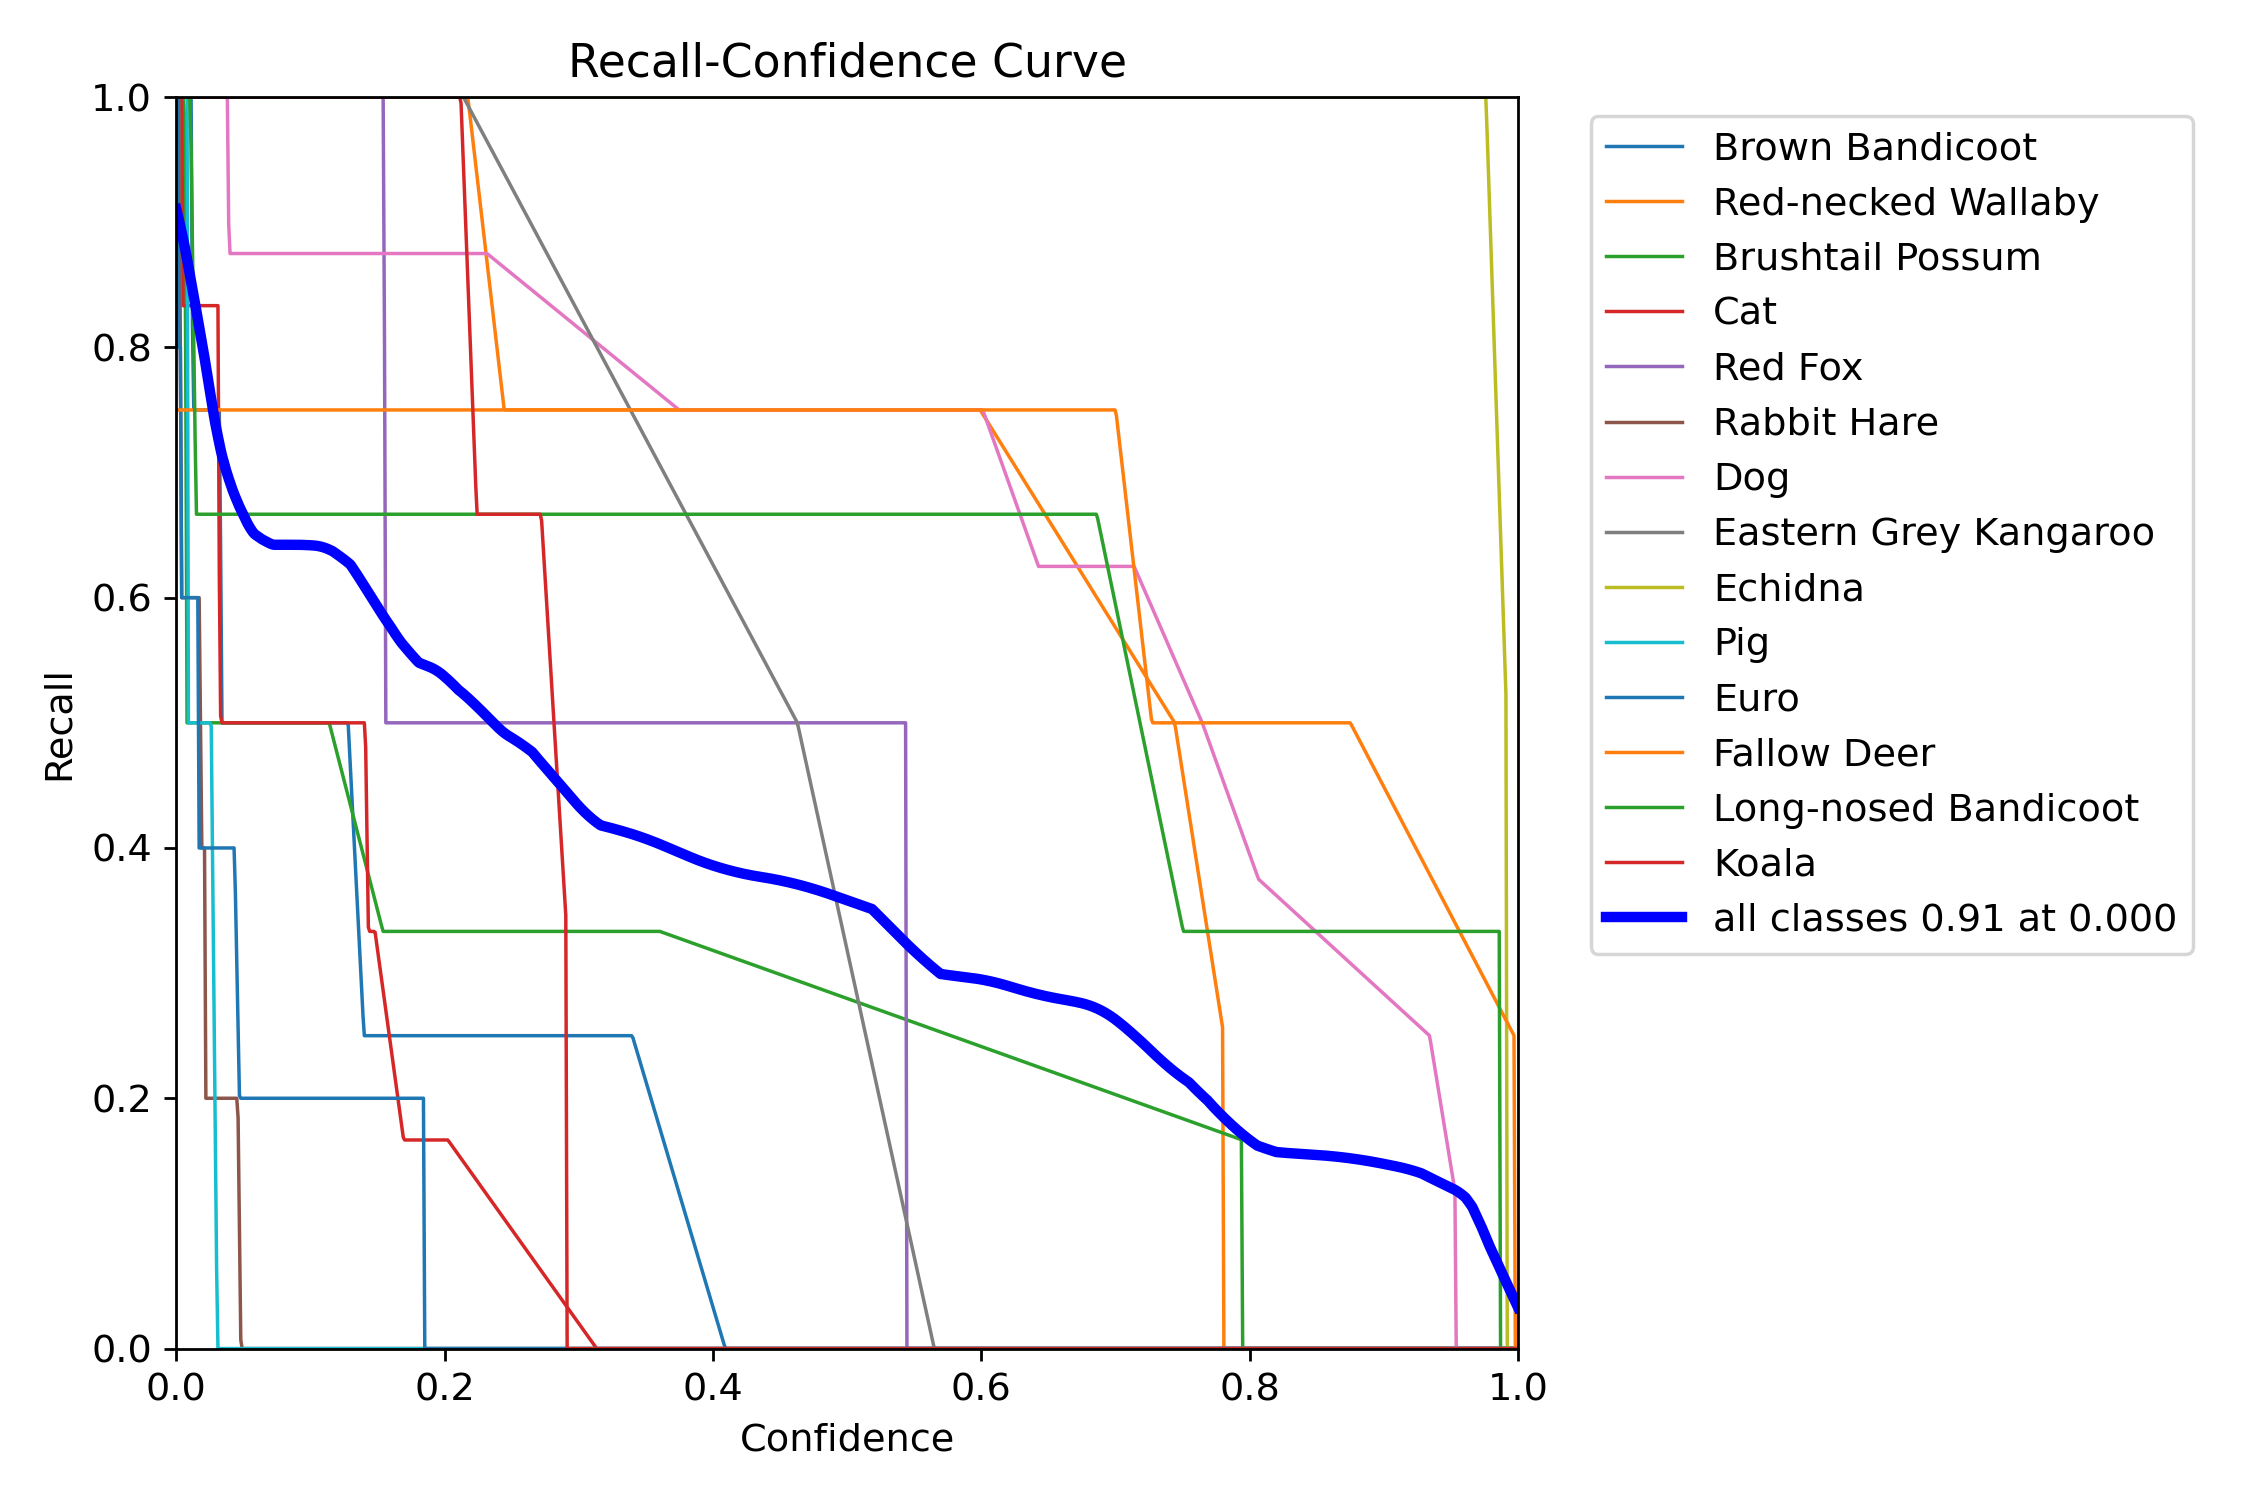 Recall-Confidence Curve
1.0
0.8
0.6
0.4
0.2
0.0
Recall
0.0 0.2 0.4 0.6 0.8 1.0
Confidence
Brown Bandicoot
Red-necked Wallaby
Brushtail Possum
Cat
Red Fox
Rabbit Hare
Dog
Eastern Grey Kangaroo
Echidna
Pig
Euro
Fallow Deer
Long-nosed Bandicoot
Koala
all classes 0.91 at 0.000